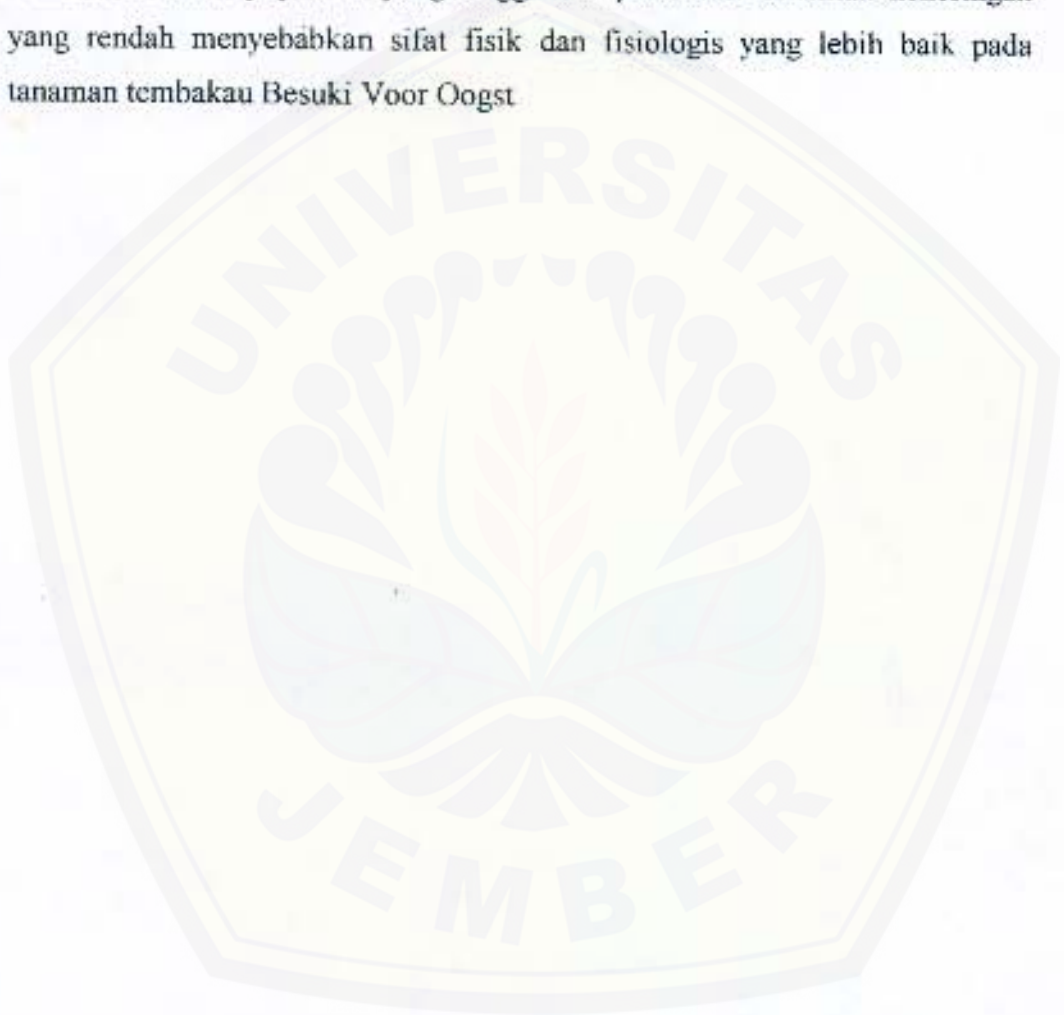 yang rendah menyebabkan sifat fisik dan fisiologis yang lebih baik pada
tanaman tembakau Besuki Voor Oogst
UNIVERSITAS
JEMBER